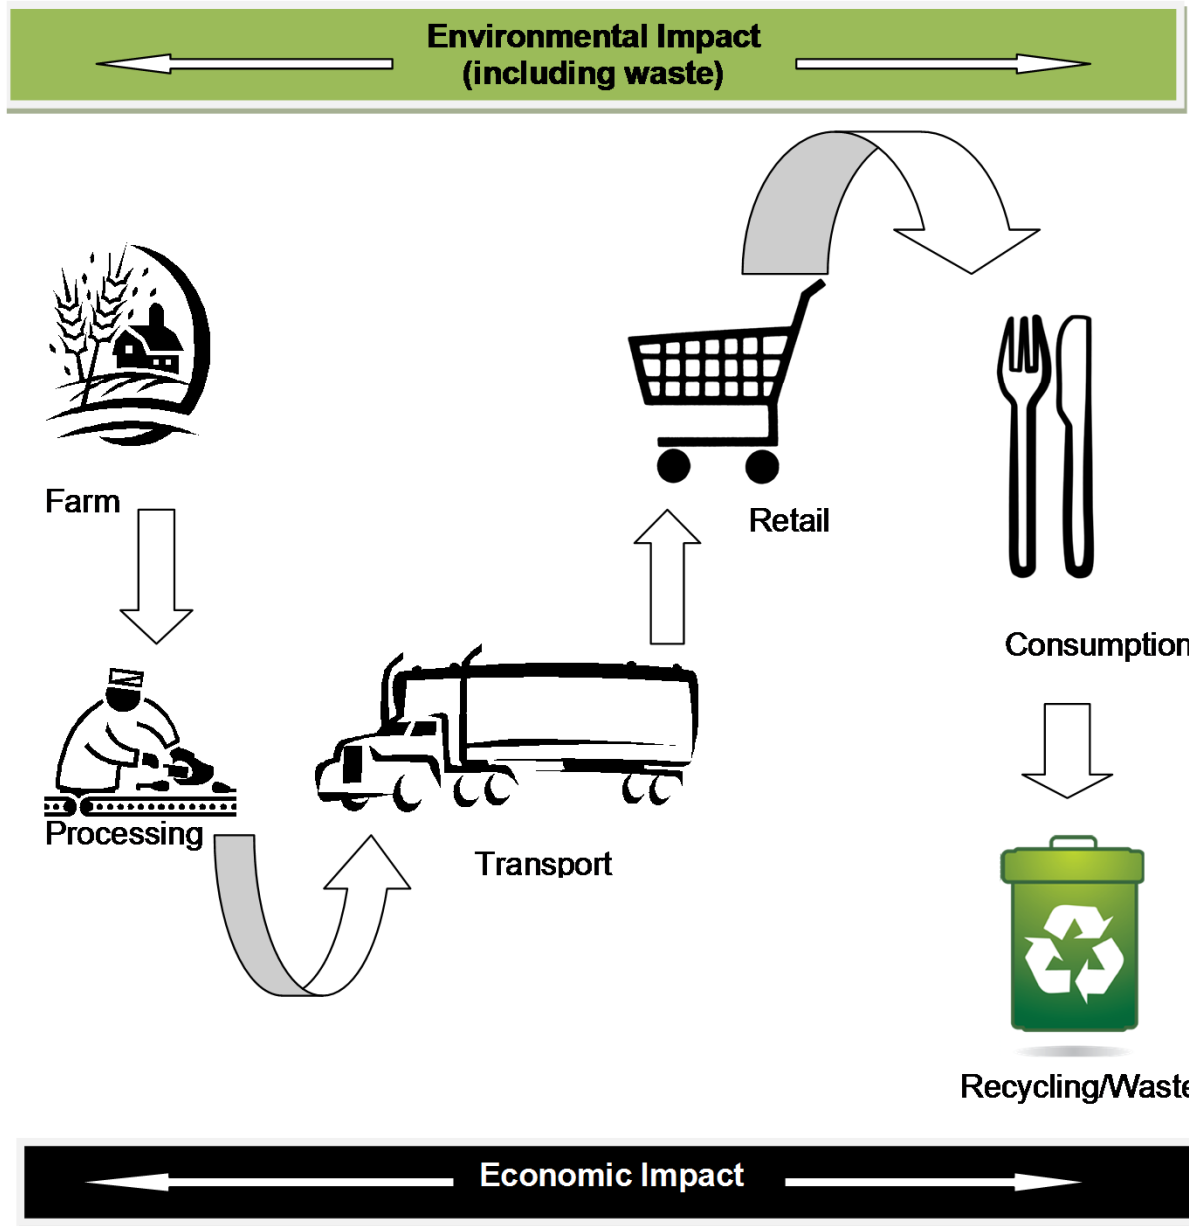 Environmental Impact
(including waste)
Farm
Retail
Consumption
Processing
Transport
Recycling/Waste
Economic Impact